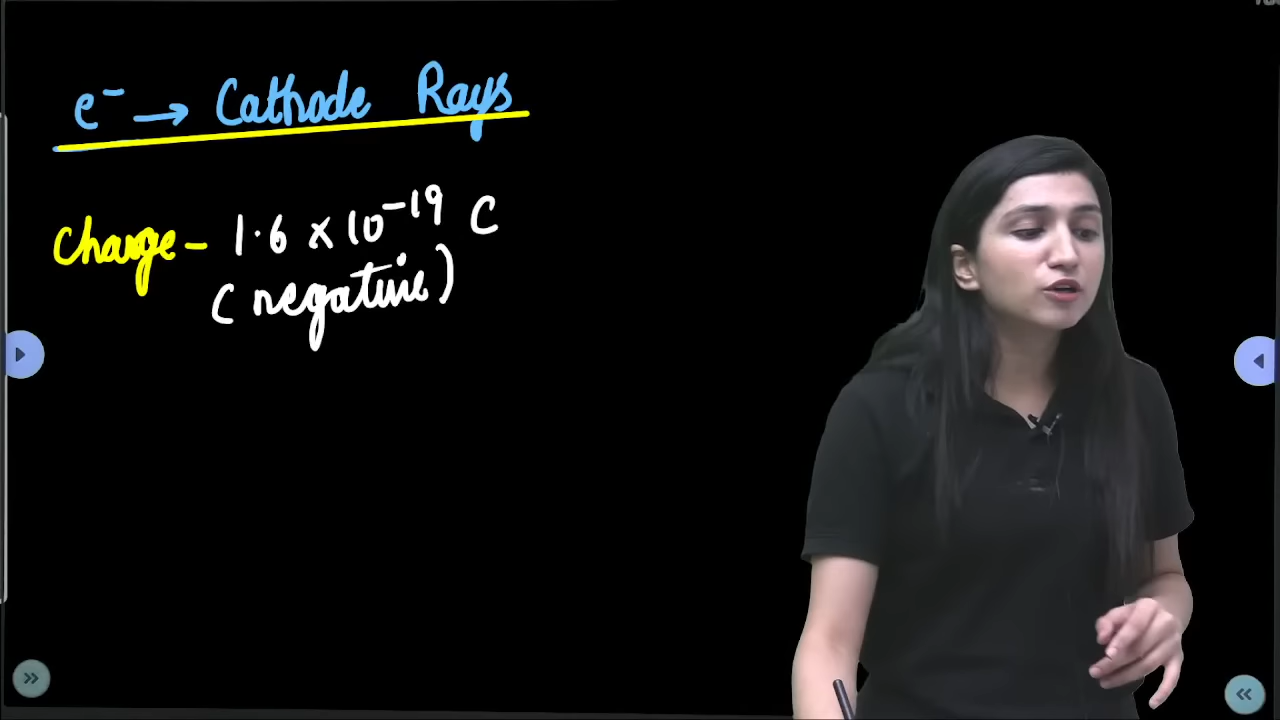 e⁻ → Cathode Rays
Charge – 1.6 × 10⁻¹⁹ C
(negative)